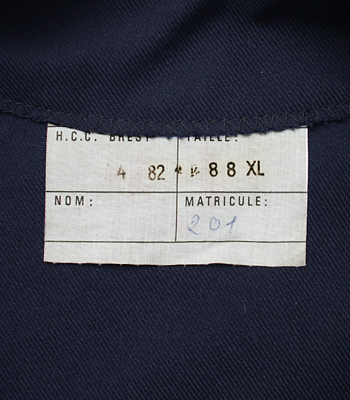 H.C.C. BREST TAILLE:
4 82 88 XL
NOM: MATRICULE:
201